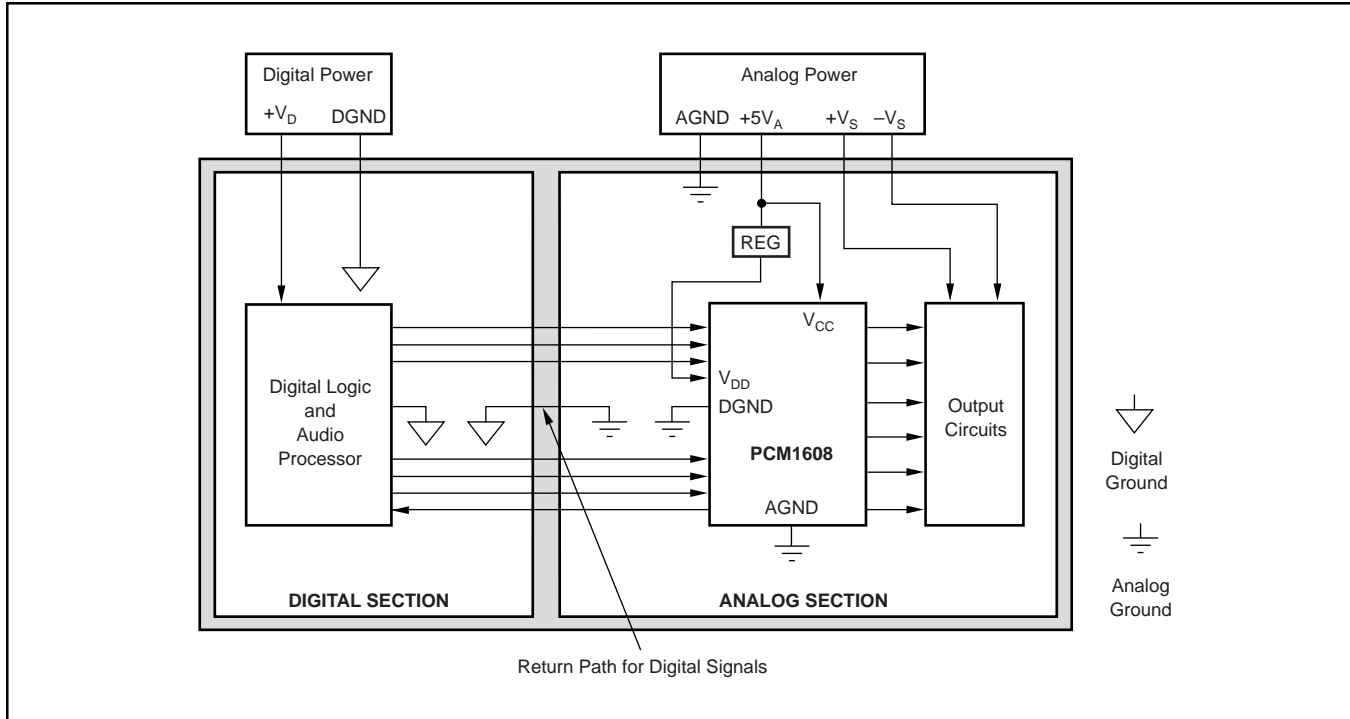 Digital Power
+VD DGND
Analog Power
AGND +5VA +VS –VS
REG
VCC
VDD
DGND
PCM1608
AGND
Digital Logic
and
Audio
Processor
Output
Circuits
DIGITAL SECTION
ANALOG SECTION
Return Path for Digital Signals
Digital
Ground
Analog
Ground